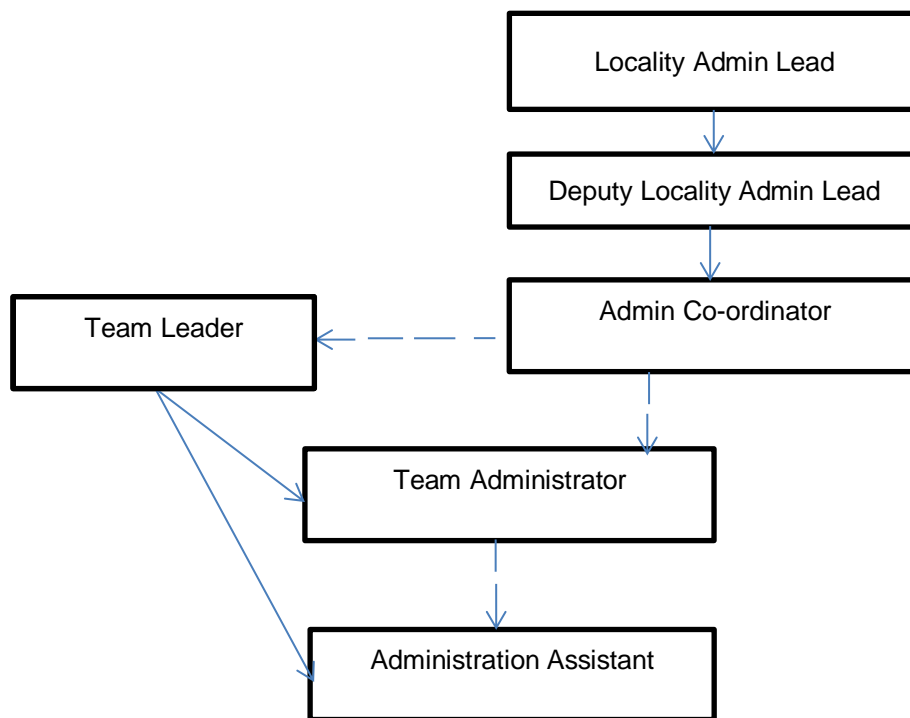 Locality Admin Lead
Deputy Locality Admin Lead
Admin Co-ordinator
Team Leader
Team Administrator
Administration Assistant